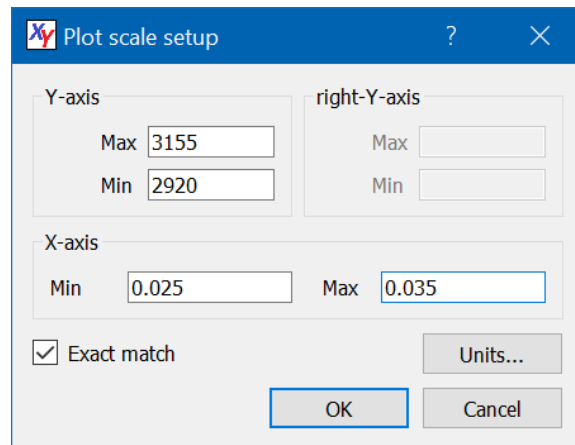 XY Plot scale setup ? ×
Y-axis right-Y-axis
Max 3155 Max
Min 2920 Min
X-axis
Min 0.025 Max 0.035
Exact match Units...
OK Cancel